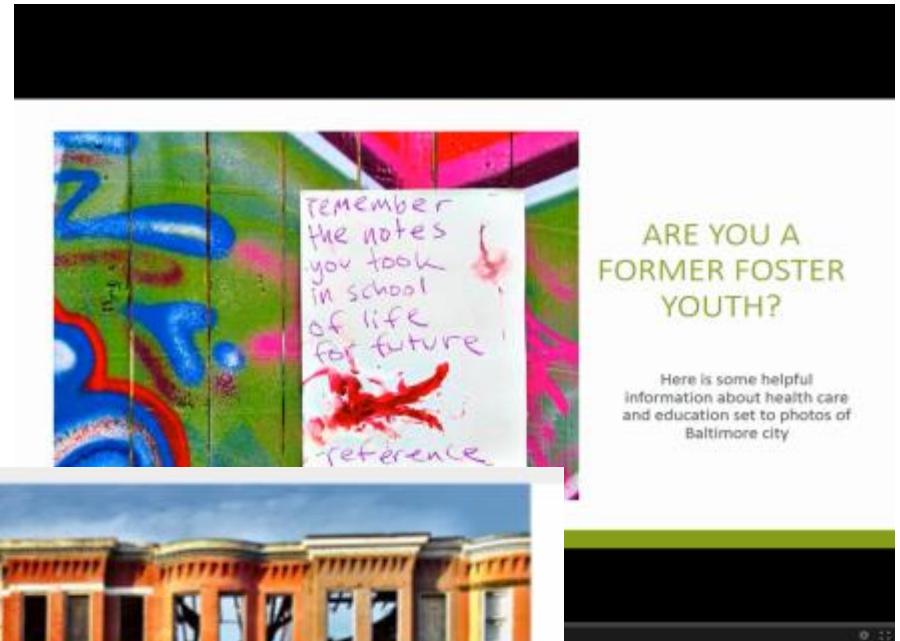 remember
the notes
you took
in school
of life
for future
reference
ARE YOU A
FORMER FOSTER
YOUTH?
Here is some helpful
information about health care
and education set to photos of
Baltimore city